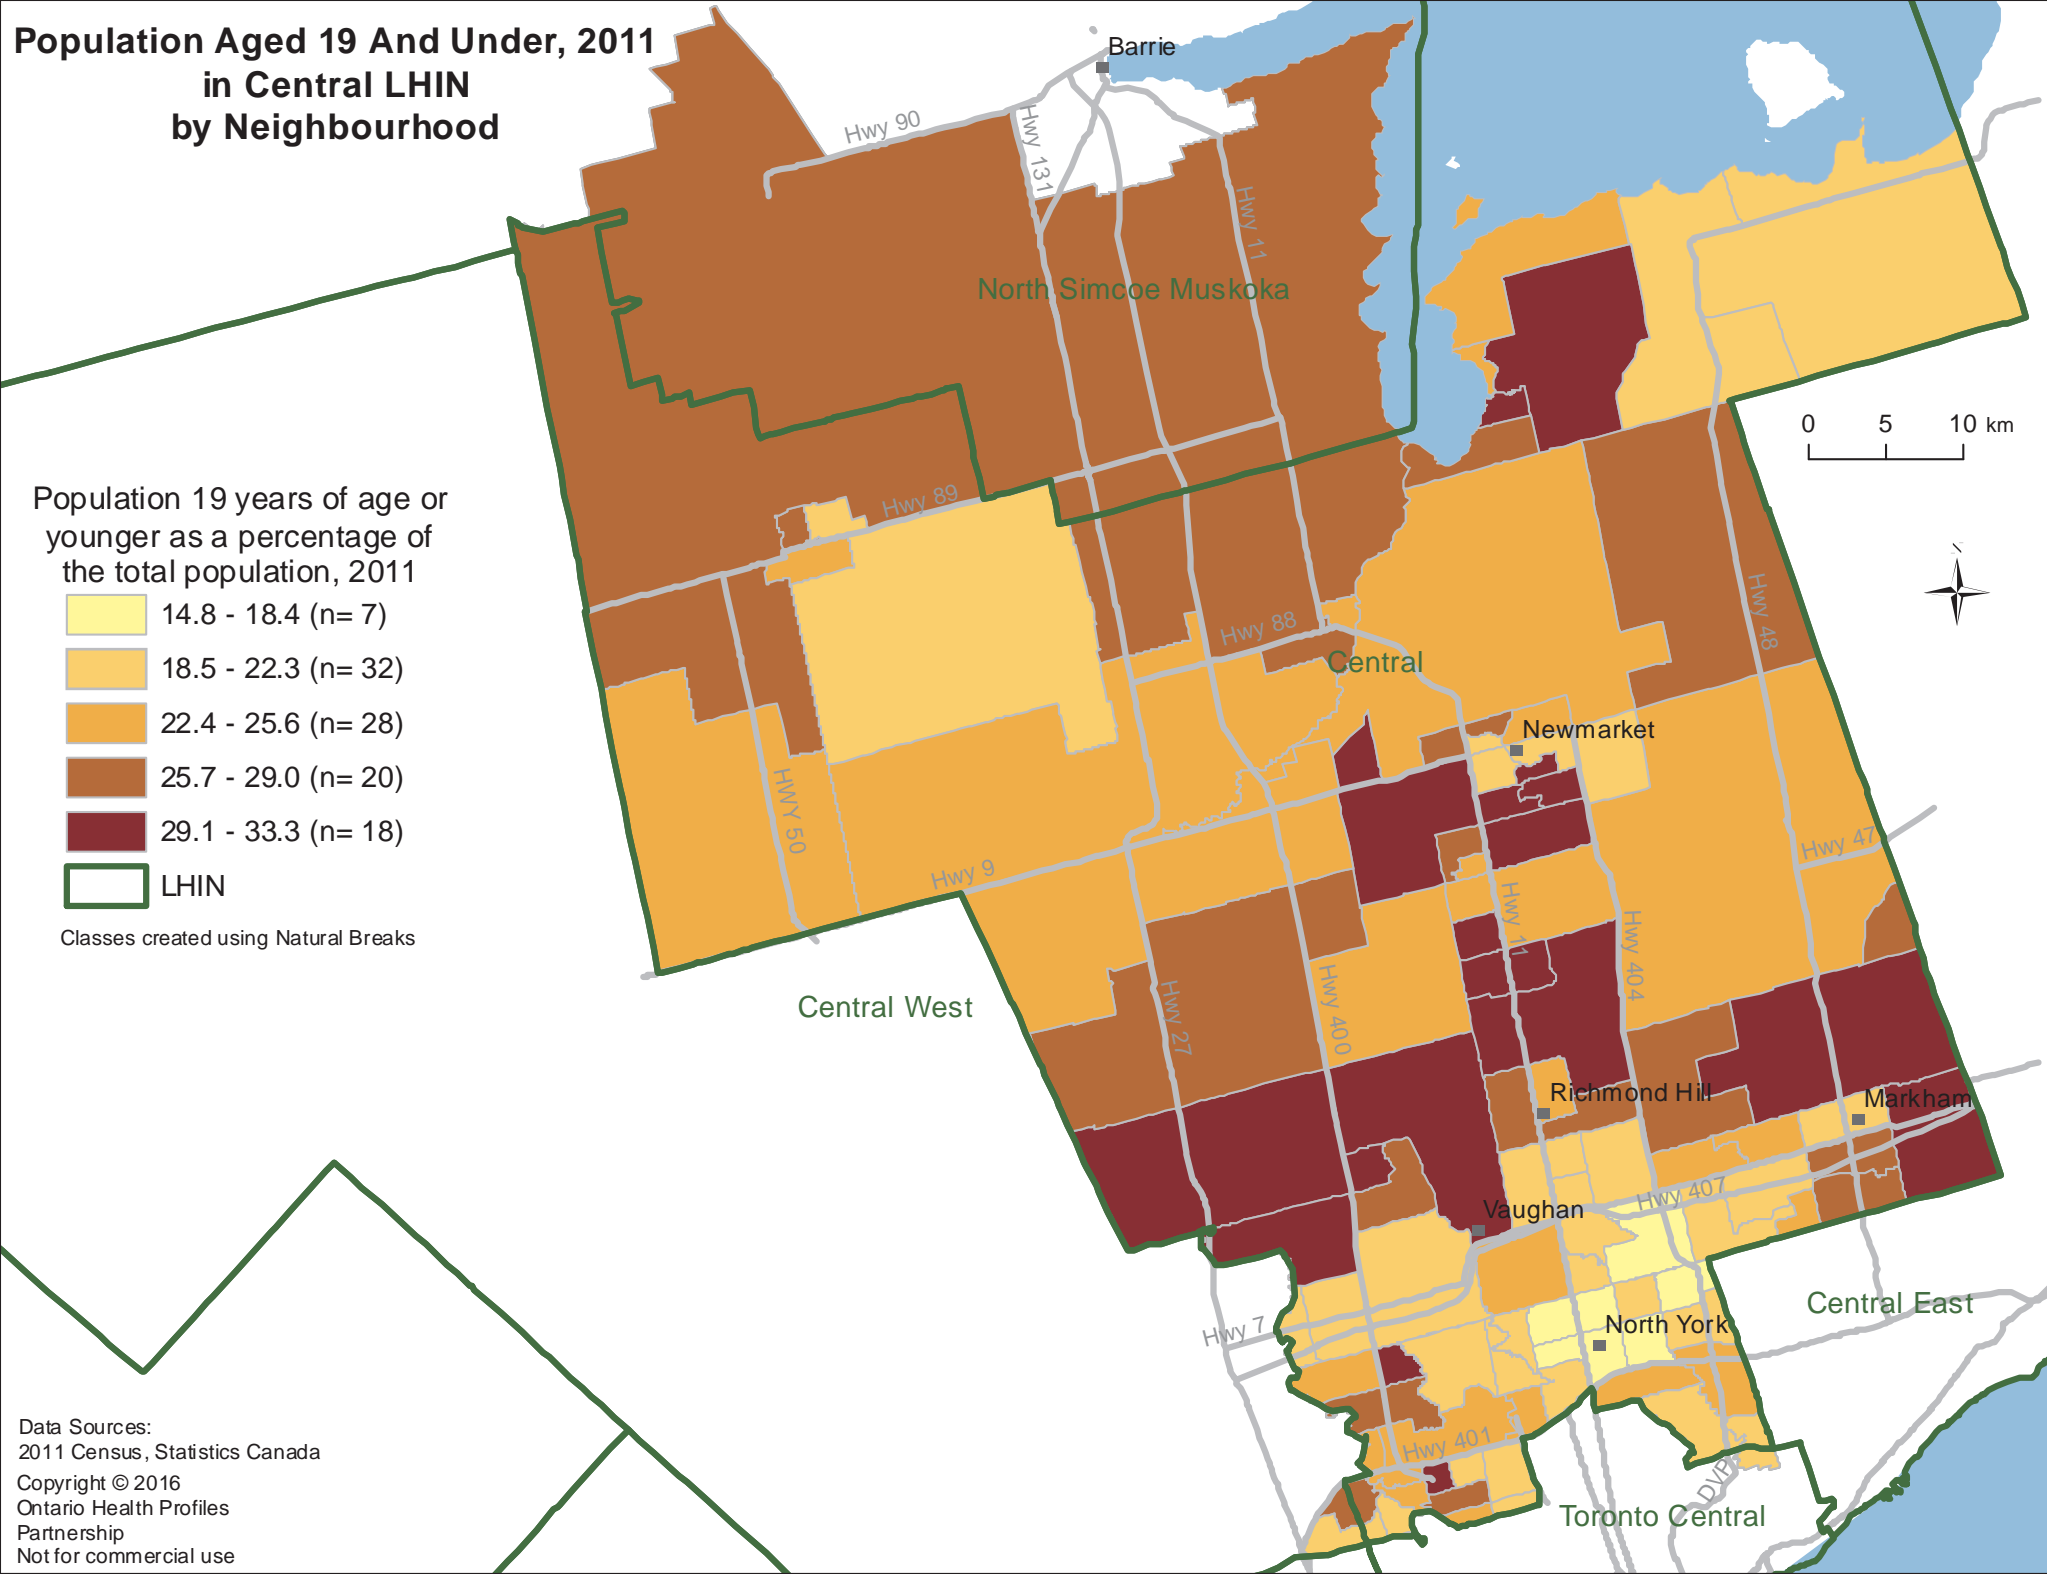 Population Aged 19 And Under, 2011
in Central LHIN
by Neighbourhood
Barrie
Hwy 90
Hwy 131
Hwy 11
North Simcoe Muskoka
0 5 10 km
N
Population 19 years of age or
younger as a percentage of
the total population, 2011
14.8 - 18.4 (n= 7)
18.5 - 22.3 (n= 32)
22.4 - 25.6 (n= 28)
25.7 - 29.0 (n= 20)
29.1 - 33.3 (n= 18)
LHIN
Classes created using Natural Breaks
Hwy 89
Hwy 88
Hwy 48
Central
Newmarket
HWY 50
Hwy 9
Hwy 47
Hwy 11
Hwy 404
Central West
Hwy 27
Hwy 400
Richmond Hill
Markham
Hwy 407
Vaughan
Central East
Hwy 7
North York
Hwy 401
DVP
Toronto Central
Data Sources:
2011 Census, Statistics Canada
Copyright © 2016
Ontario Health Profiles
Partnership
Not for commercial use